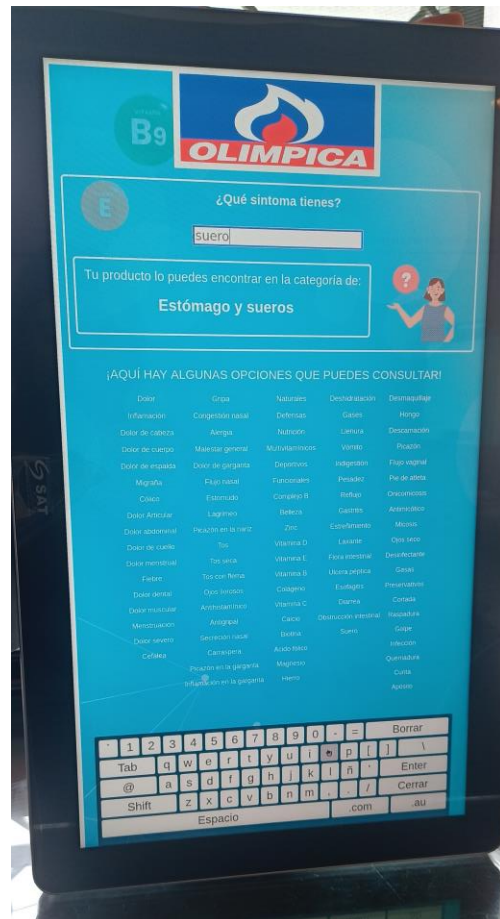 B9
OLIMPICA
E
¿Qué síntoma tienes?
suero
Tu producto lo puedes encontrar en la categoría de:
Estómago y sueros
?
¡AQUÍ HAY ALGUNAS OPCIONES QUE PUEDES CONSULTAR!
Dolor Gripa Naturales Deshidratación Desmaquillaje
Inflamación Congestión nasal Defensas Gases Hongo
Dolor de cabeza Alergia Nutrición Llenura Descamación
Dolor de cuerpo Malestar general Multivitamínicos Vómito Picazón
Dolor de espalda Dolor de garganta Deportivos Indigestión Flujo vaginal
Migraña Flujo nasal Funcionales Pesadez Pie de atleta
Cólico Estornudo Complejo B Reflujo Onicomicosis
Dolor Articular Lagrimeo Belleza Gastritis Antimicótico
Dolor abdominal Picazón en la nariz Zinc Estreñimiento Micosis
Dolor de cuello Tos Vitamina D Laxante Ojos secos
Dolor menstrual Tos seca Vitamina E Flora intestinal Desinfectante
Fiebre Tos con flema Vitamina B Ulcera péptica Gasas
Dolor dental Ojos llorosos Colágeno Esofagitis Preservativo
Dolor muscular Antihistamínico Vitamina C Diarrea Cortada
Menstruación Antigripal Calcio Obstrucción intestinal Raspadura
Dolor severo Secreción nasal Biotina Suero Golpe
Cefálea Carraspera Acido fólico Infección
Picazón en la garganta Magnesio Quemadura
Inflamación en la garganta Hierro Curita
Apósito
SAT
` 1 2 3 4 5 6 7 8 9 0 - = Borrar
Tab q w e r t y u i p [ ] \
@ a s d f g h j k l ñ ' Enter
Shift z x c v b n m , . / Cerrar
Espacio .com .au